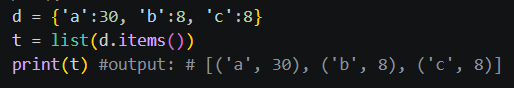 d = {'a':30, 'b':8, 'c':8}
t = list(d.items())
print(t) #output: # [('a', 30), ('b', 8), ('c', 8)]